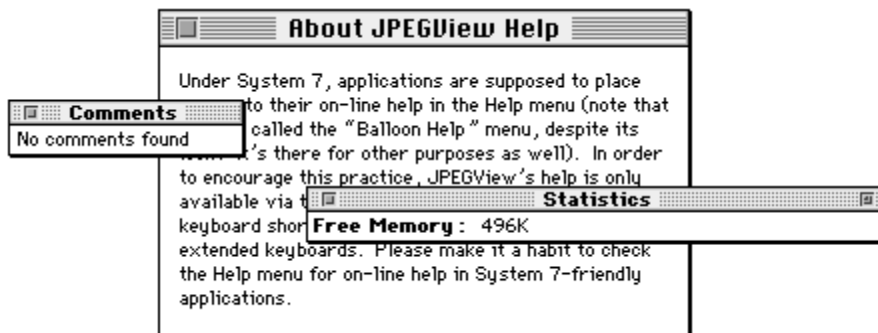 About JPEGView Help
Under System 7, applications are supposed to place
to their on-line help in the Help menu (note that
called the "Balloon Help" menu, despite its
's there for other purposes as well). In order
to encourage this practice, JPEGView's help is only
available via
keyboard
extended keyboards. Please make it a habit to check
the Help menu for on-line help in System 7-friendly
applications.
Comments
No comments found
Statistics
Free Memory: 496K